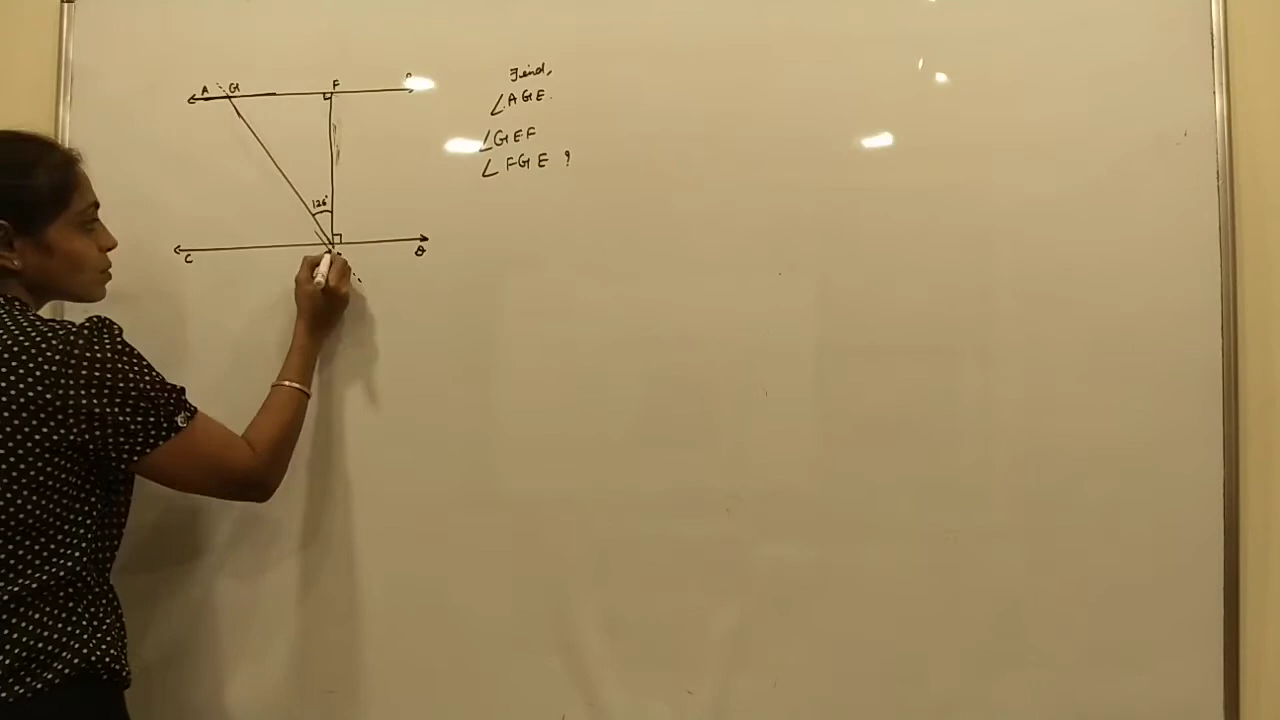 A G F
126°
C D
Find,
∠AGE.
∠GEF
∠FGE ?